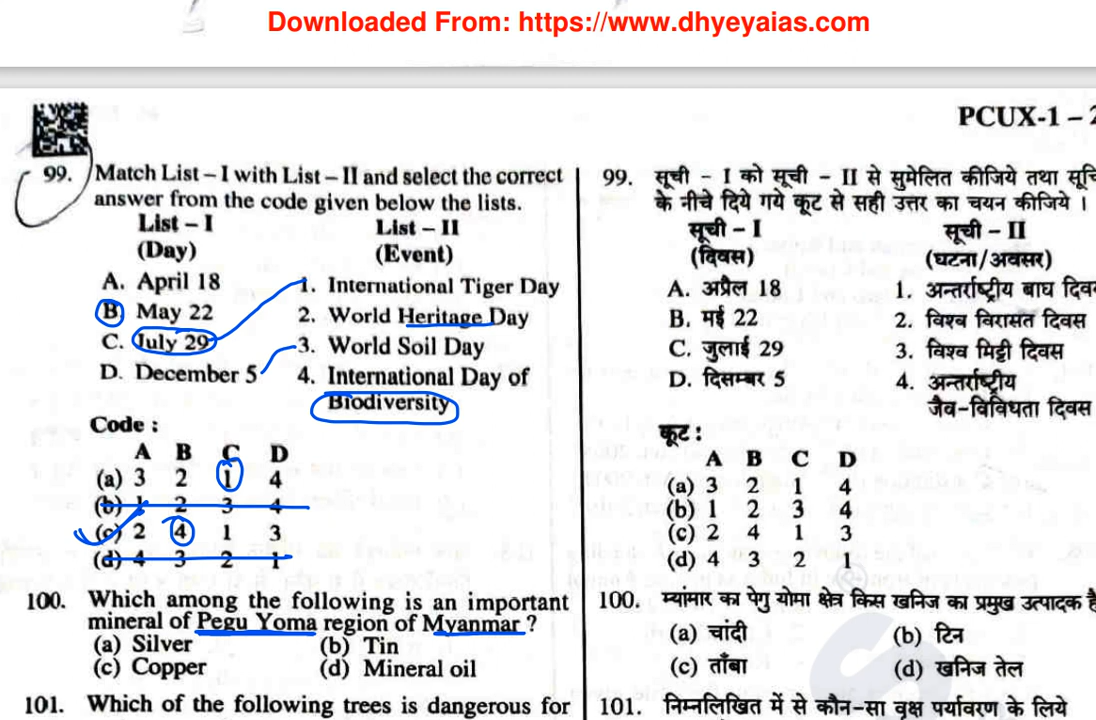 Downloaded From: https://www.dhyeyaias.com
PCUX-1 –
99. Match List – I with List – II and select the correct
answer from the code given below the lists.
List – I List – II
(Day) (Event)
A. April 18 1. International Tiger Day
B. May 22 2. World Heritage Day
C. July 29 3. World Soil Day
D. December 5 4. International Day of
Biodiversity
Code :
A B C D
(a) 3 2 1 4
(b) 1 2 3 4
(c) 2 4 1 3
(d) 4 3 2 1
100. Which among the following is an important
mineral of Pegu Yoma region of Myanmar ?
(a) Silver (b) Tin
(c) Copper (d) Mineral oil
101. Which of the following trees is dangerous for
99. सूची - I को सूची - II से सुमेलित कीजिये तथा
के नीचे दिये गये कूट से सही उत्तर का चयन कीजिये ।
सूची – I सूची – II
(दिवस) (घटना/अवसर)
A. अप्रैल 18 1. अन्तर्राष्ट्रीय बाघ
B. मई 22 2. विश्व विरासत दिवस
C. जुलाई 29 3. विश्व मिट्टी दिवस
D. दिसम्बर 5 4. अन्तर्राष्ट्रीय
जैव-विविधता दिवस
कूट :
A B C D
(a) 3 2 1 4
(b) 1 2 3 4
(c) 2 4 1 3
(d) 4 3 2 1
100. म्यांमार का पेगु योमा क्षेत्र किस खनिज का प्रमुख उत्पादक
(a) चांदी (b) टिन
(c) ताँबा (d) खनिज तेल
101. निम्नलिखित में से कौन-सा वृक्ष पर्यावरण के लिये